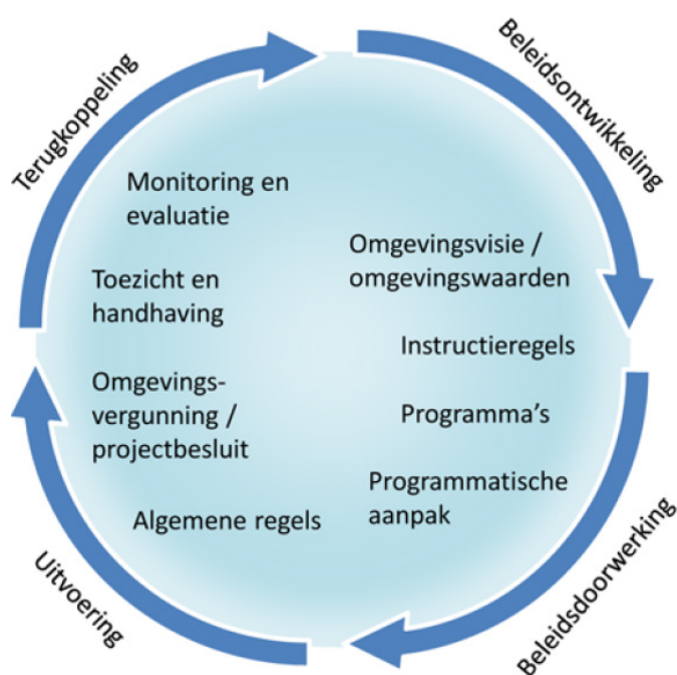 Terugkoppeling
Beleidsontwikkeling
Monitoring en
evaluatie
Omgevingsvisie /
omgevingswaarden
Toezicht en
handhaving
Instructieregels
Omgevings-
vergunning /
projectbesluit
Programma’s
Programmatische
aanpak
Algemene regels
Uitvoering
Beleidsdoorwerking